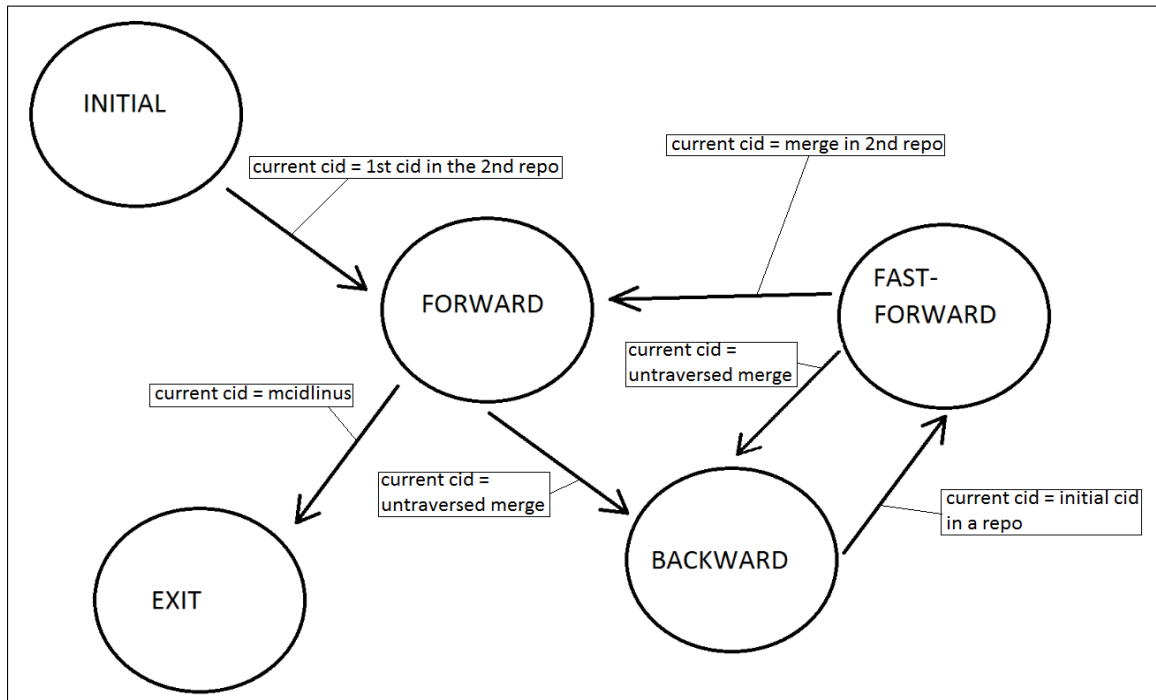 INITIAL
current cid = merge in 2nd repo
current cid = 1st cid in the 2nd repo
FAST-
FORWARD
FORWARD
current cid =
untraversed merge
current cid = mcidlinus
current cid =
untraversed merge
current cid = initial cid
in a repo
BACKWARD
EXIT